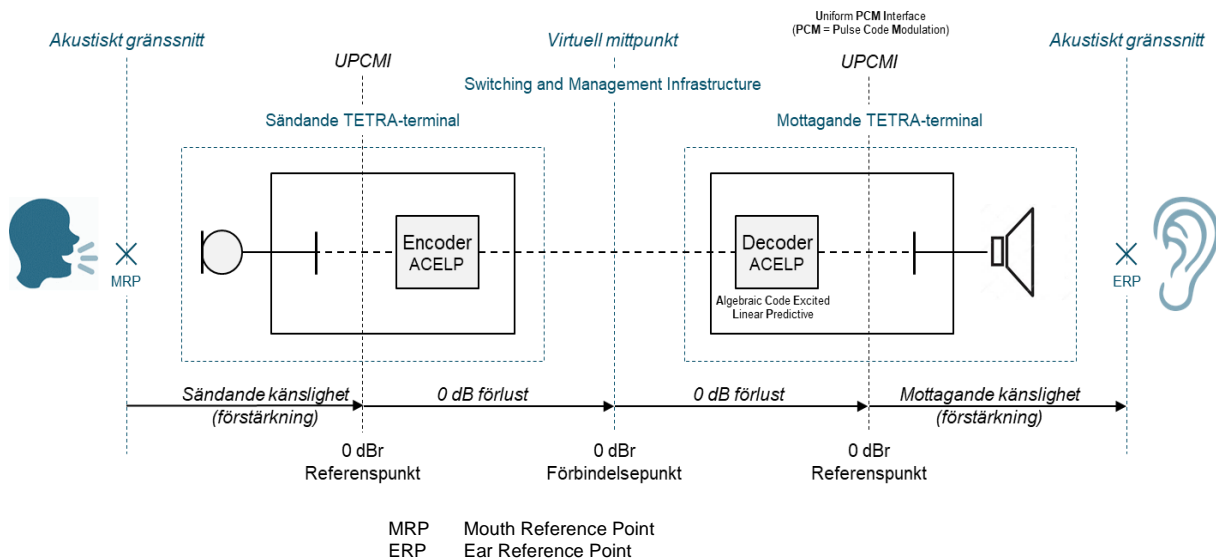 Uniform PCM Interface
(PCM = Pulse Code Modulation)
Akustiskt gränssnitt
Virtuell mittpunkt
Akustiskt gränssnitt
UPCMI
UPCMI
Switching and Management Infrastructure
Sändande TETRA-terminal
Mottagande TETRA-terminal
Encoder
ACELP
Decoder
ACELP
MRP
ERP
Algebraic Code Excited
Linear Predictive
Sändande känslighet
(förstärkning)
0 dB förlust
0 dB förlust
Mottagande känslighet
(förstärkning)
0 dBr
Referenspunkt
0 dBr
Förbindelsepunkt
0 dBr
Referenspunkt
MRP Mouth Reference Point
ERP Ear Reference Point